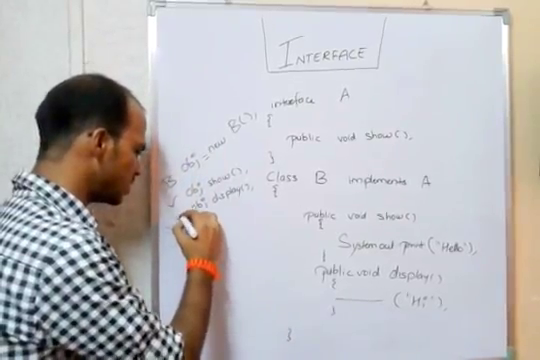 INTERFACE
interface A
{
public void show();
}
Class B implements A
{
public void show()
{
System.out.print("Hello");
}
public void display()
{
——— ("Hi");
}
}
B obj = new B();
obj. show();
obj. display();